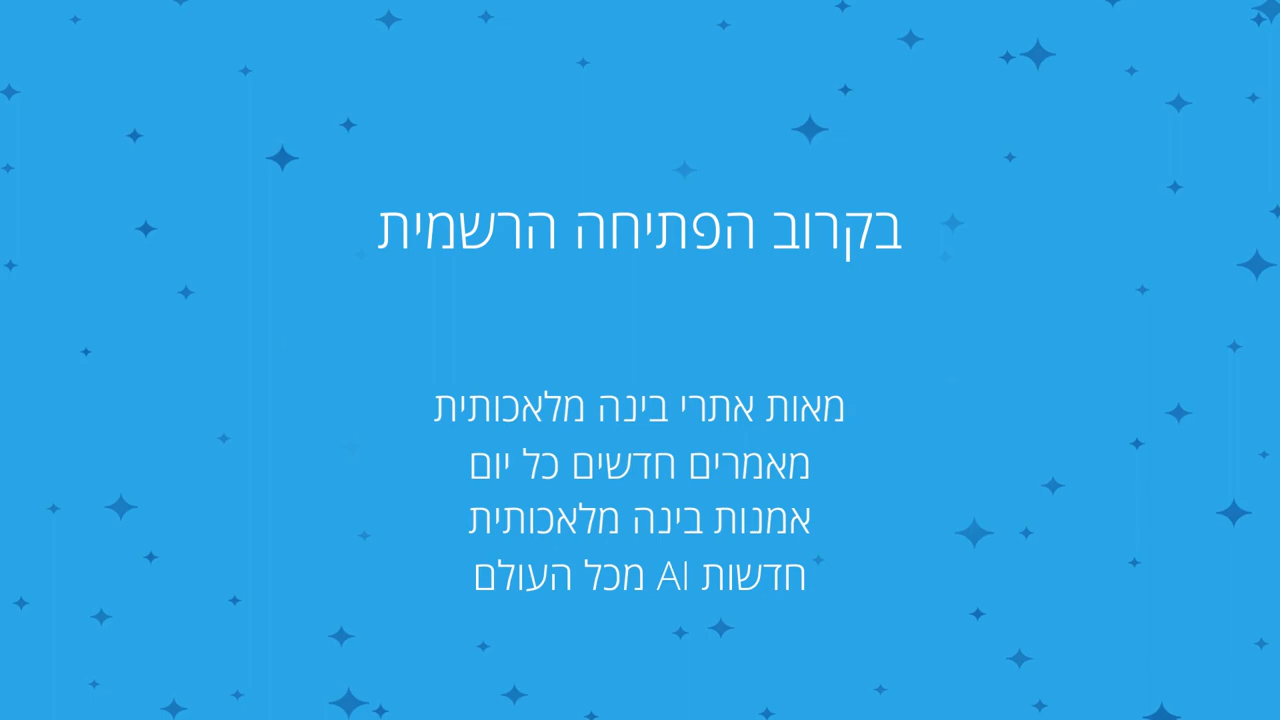 בקרוב הפתיחה הרשמית
מאות אתרי בינה מלאכותית
מאמרים חדשים כל יום
אמנות בינה מלאכותית
חדשות AI מכל העולם